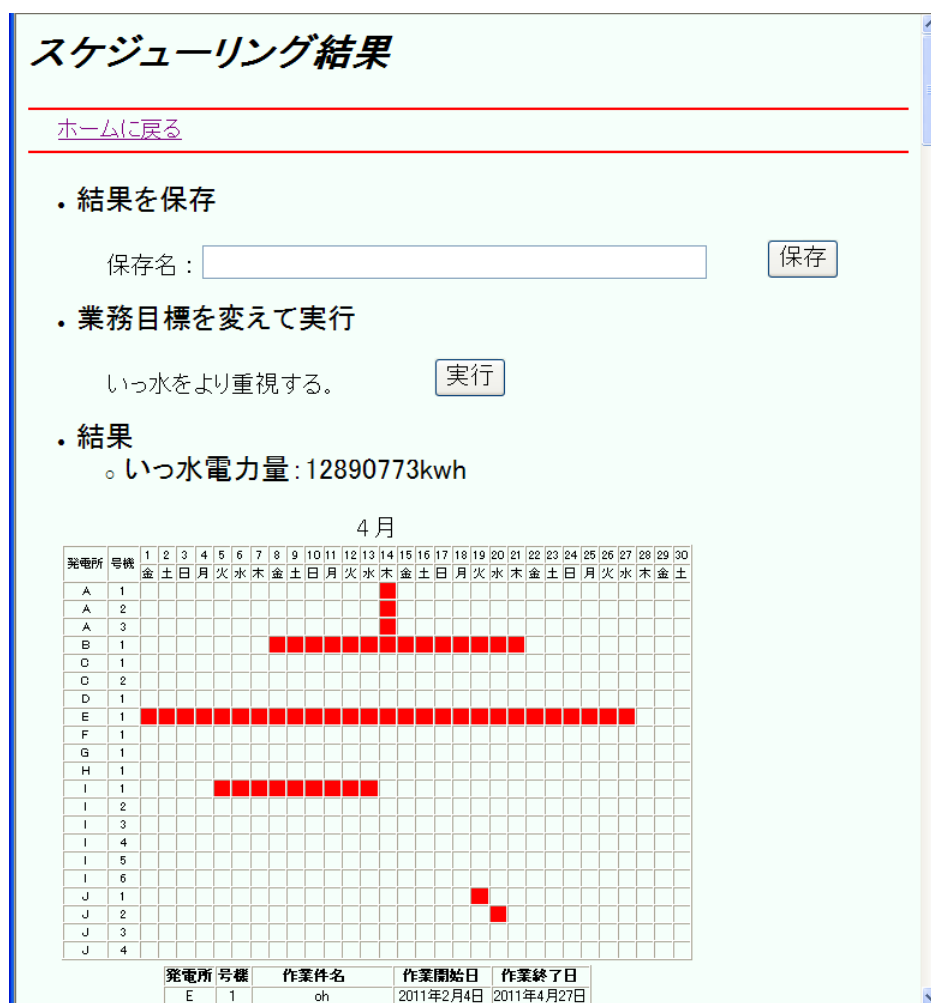 スケジューリング結果
ホームに戻る
結果を保存
保存名：
保存
業務目標を変えて実行
いっ水をより重視する。
実行
結果
いっ水電力量：12890773kwh
4月
発電所 号機 1 2 3 4 5 6 7 8 9 10 11 12 13 14 15 16 17 18 19 20 21 22 23 24 25 26 27 28 29 30
金 土 日 月 火 水 木 金 土 日 月 火 水 木 金 土 日 月 火 水 木 金 土 日 月 火 水 木 金 土
A 1
A 2
A 3
B 1
C 1
C 2
D 1
E 1
F 1
G 1
H 1
I 1
I 2
I 3
I 4
I 5
I 6
J 1
J 2
J 3
J 4
発電所 号機 作業件名 作業開始日 作業終了日
E 1 oh 2011年2月4日 2011年4月27日